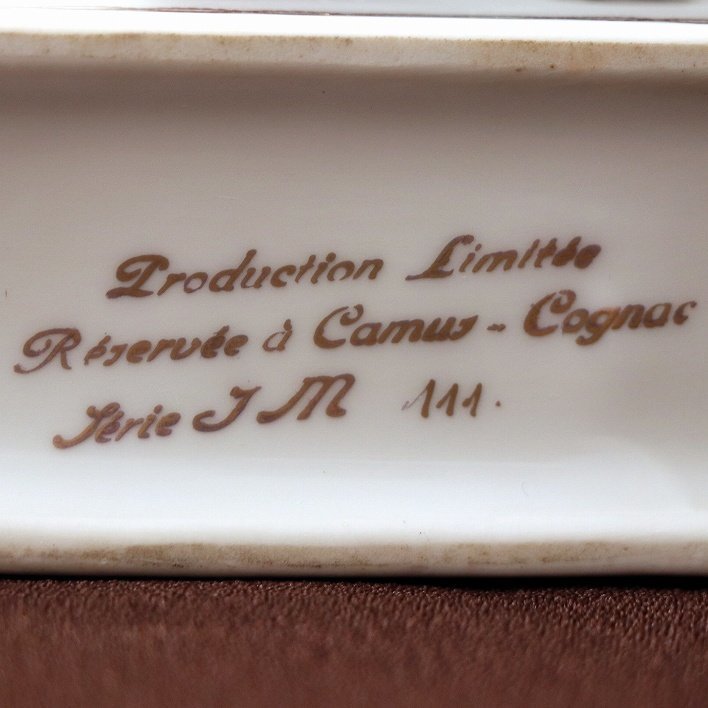 Production Limitée
Réservée à Camus - Cognac
Série J M 111.